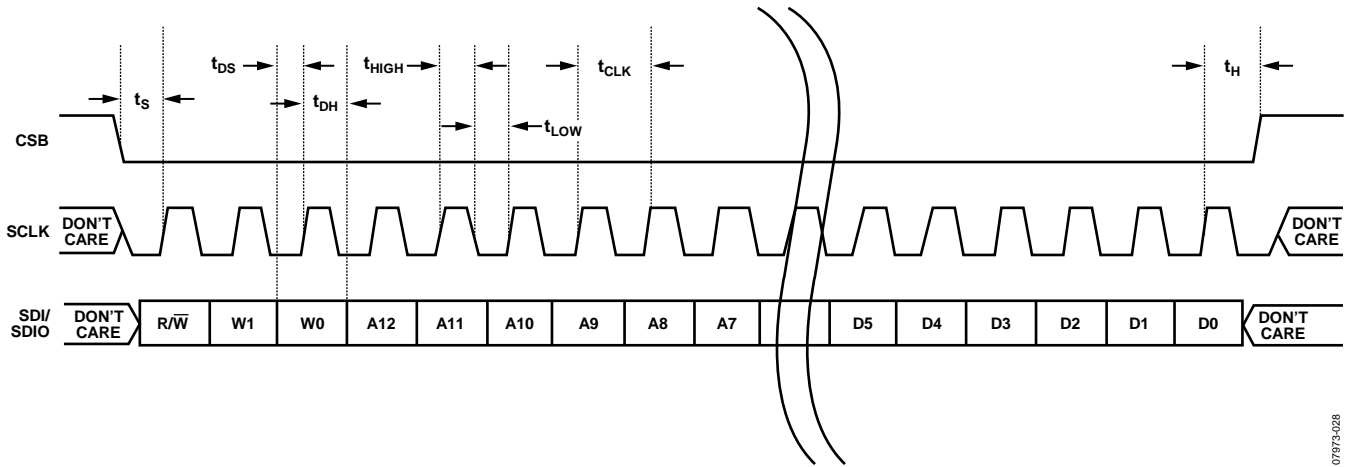 tDS
tHIGH
tCLK
tH
tS
tDH
tLOW
CSB
SCLK
DON'T CARE
DON'T CARE
SDI/SDIO
DON'T CARE
R/W̅
W1
W0
A12
A11
A10
A9
A8
A7
D5
D4
D3
D2
D1
D0
DON'T CARE
07973-028